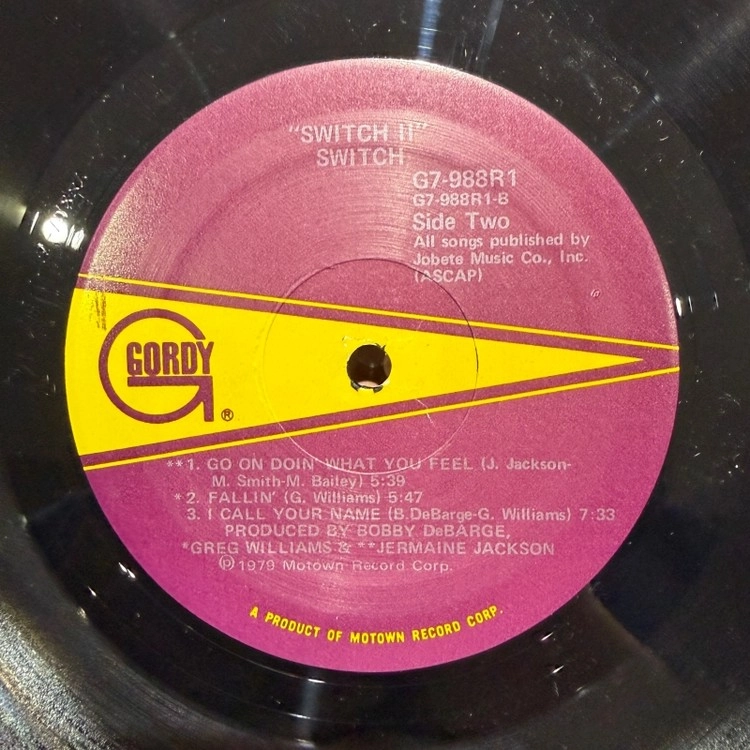 "SWITCH II"
SWITCH
G7-988R1
G7-988R1-B
Side Two
All songs published by
Jobete Music Co., Inc.
(ASCAP)
GORDY
®
**1. GO ON DOIN' WHAT YOU FEEL (J. Jackson-
M. Smith-M. Bailey) 5:39
*2. FALLIN' (G. Williams) 5:47
3. I CALL YOUR NAME (B.DeBarge-G. Williams) 7:33
PRODUCED BY BOBBY DeBARGE,
*GREG WILLIAMS & **JERMAINE JACKSON
℗1979 Motown Record Corp.
A PRODUCT OF MOTOWN RECORD CORP.